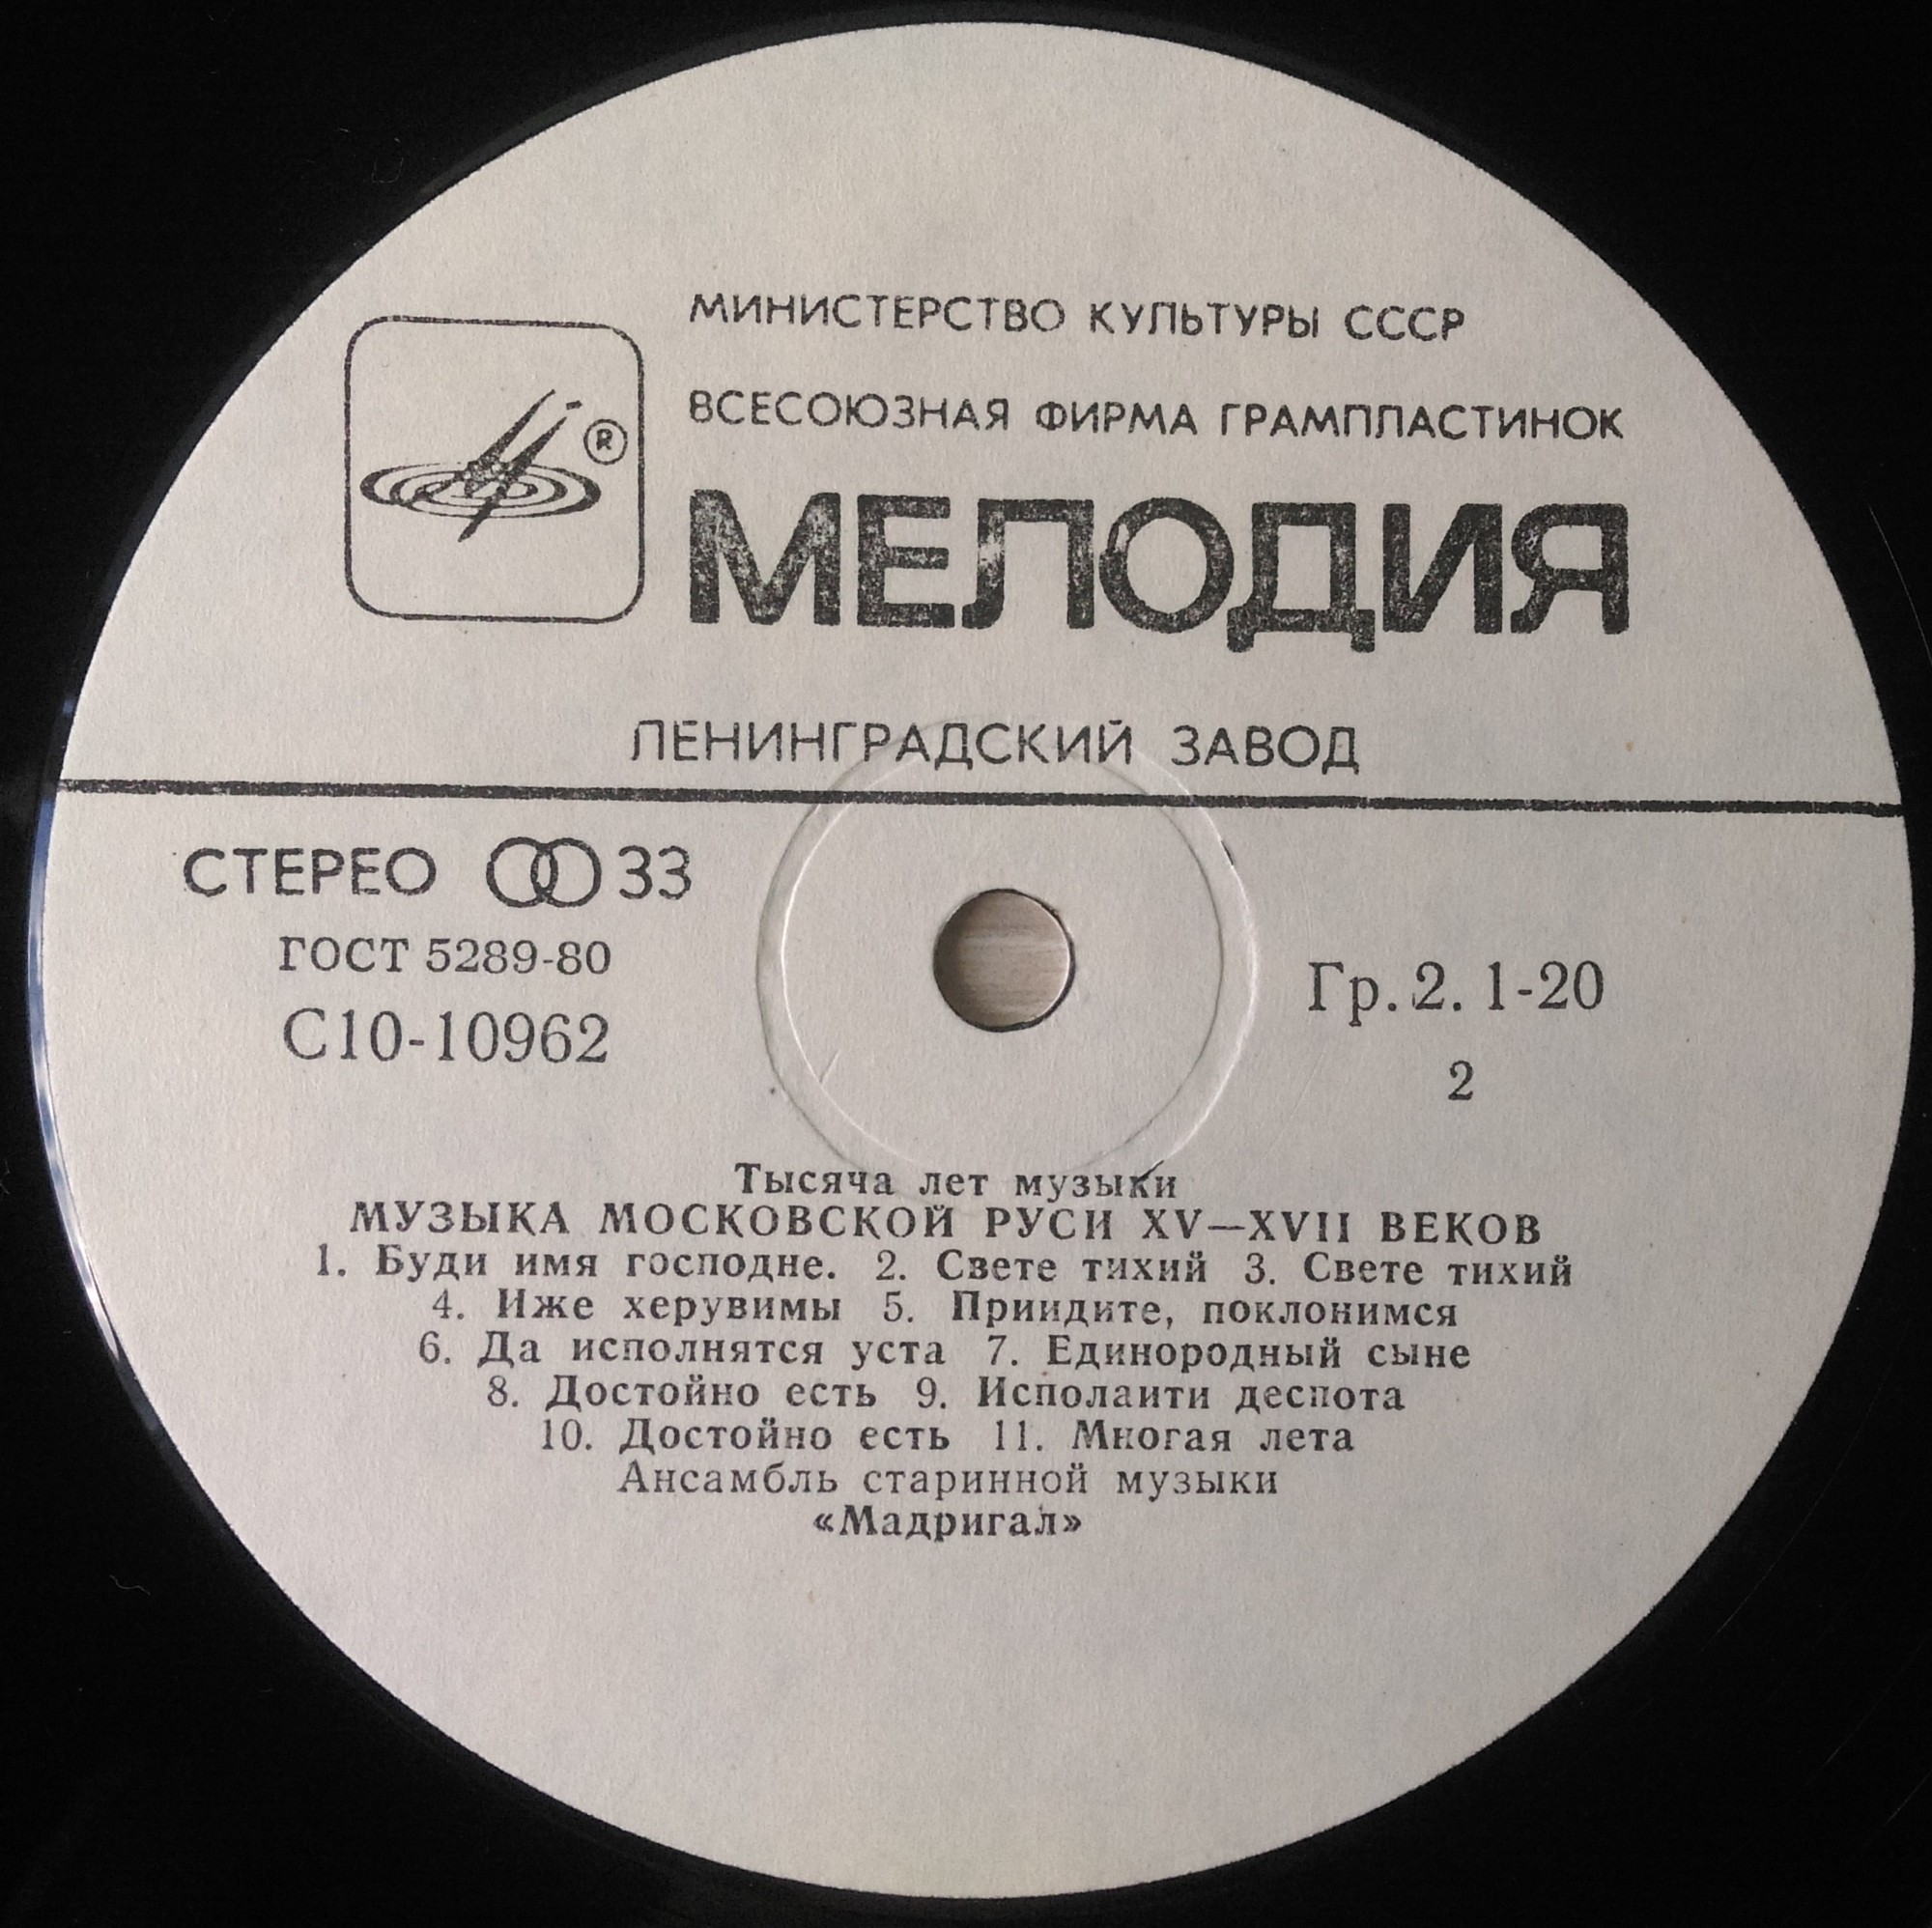 МИНИСТЕРСТВО КУЛЬТУРЫ СССР
ВСЕСОЮЗНАЯ ФИРМА ГРАМПЛАСТИНОК
®
МЕЛОДИЯ
ЛЕНИНГРАДСКИЙ ЗАВОД
СТЕРЕО 33
ГОСТ 5289-80
С10-10962
Гр. 2. 1-20
2
Тысяча лет музыки
МУЗЫКА МОСКОВСКОЙ РУСИ XV—XVII ВЕКОВ
1. Буди имя господне. 2. Свете тихий 3. Свете тихий
4. Иже херувимы 5. Приидите, поклонимся
6. Да исполнятся уста 7. Единородный сыне
8. Достойно есть 9. Исполаити деспота
10. Достойно есть 11. Многая лета
Ансамбль старинной музыки
«Мадригал»